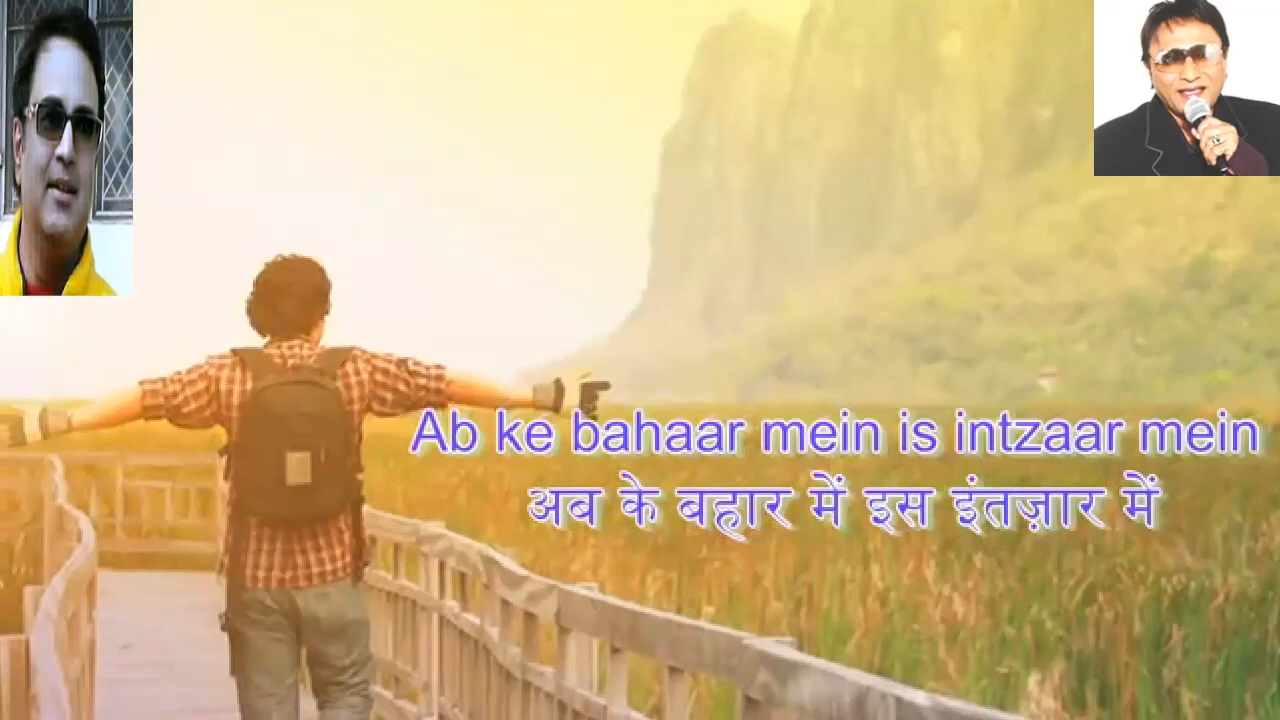 Ab ke bahaar mein is intzaar mein
अब के बहार में इस इंतज़ार में